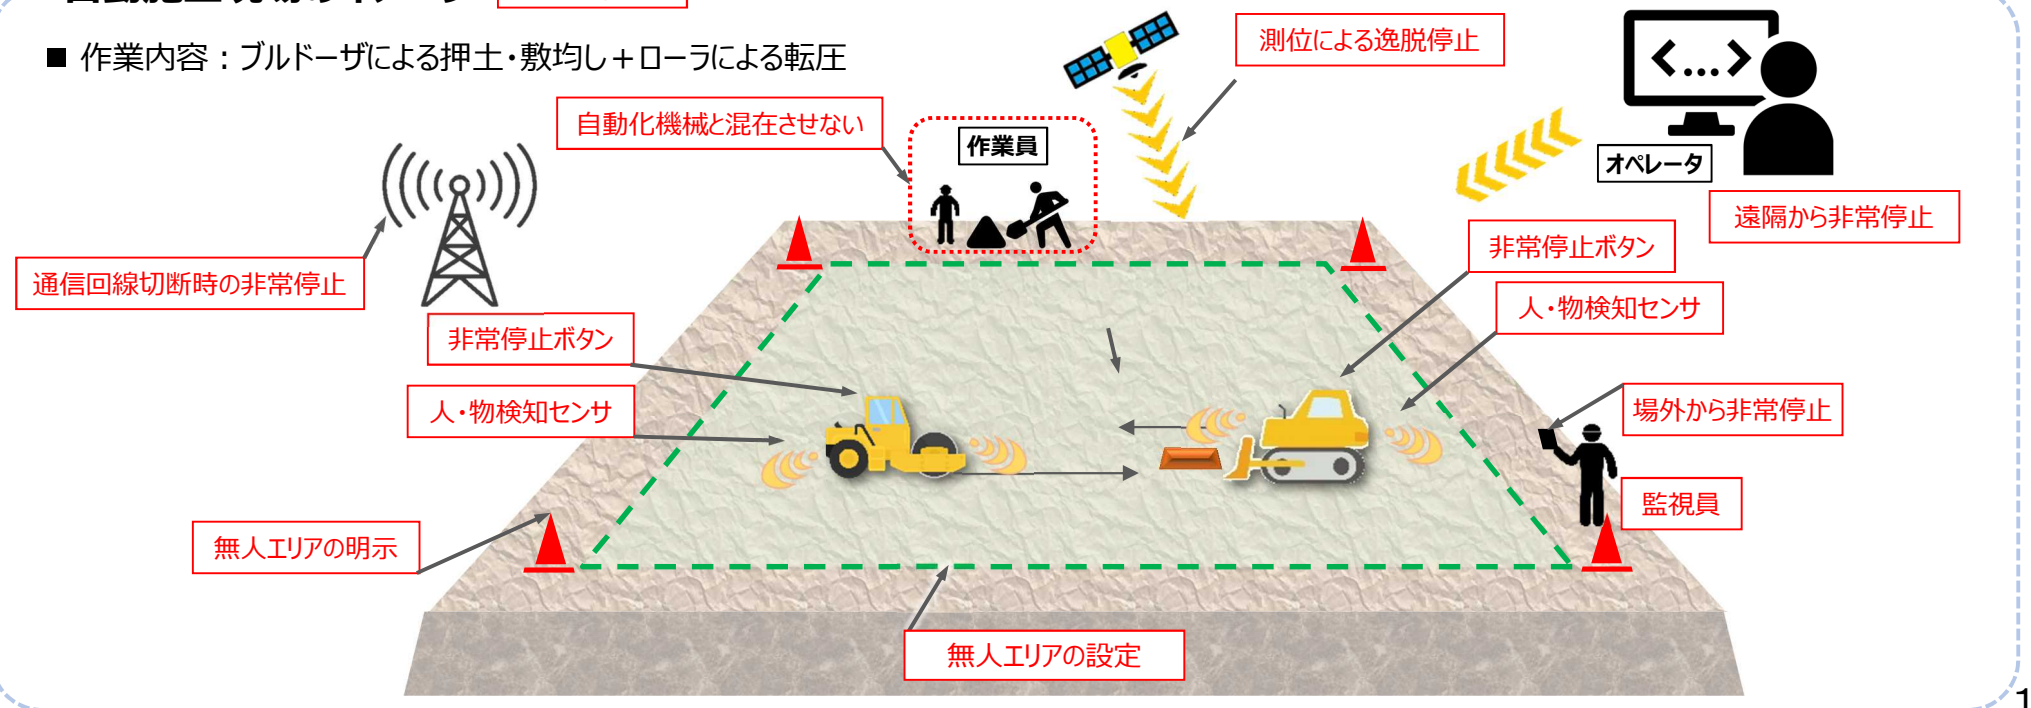 ■ 作業内容：ブルドーザによる押土・敷均し＋ローラによる転圧
測位による逸脱停止
自動化機械と混在させない
作業員
オペレータ
遠隔から非常停止
非常停止ボタン
通信回線切断時の非常停止
人・物検知センサ
非常停止ボタン
人・物検知センサ
場外から非常停止
監視員
無人エリアの明示
無人エリアの設定
1